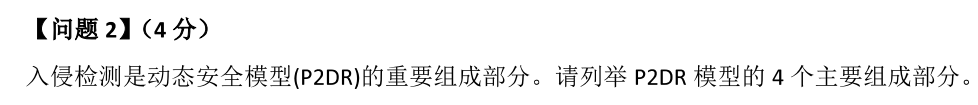 【问题 2】（4 分）
入侵检测是动态安全模型(P2DR)的重要组成部分。请列举 P2DR 模型的 4 个主要组成部分。